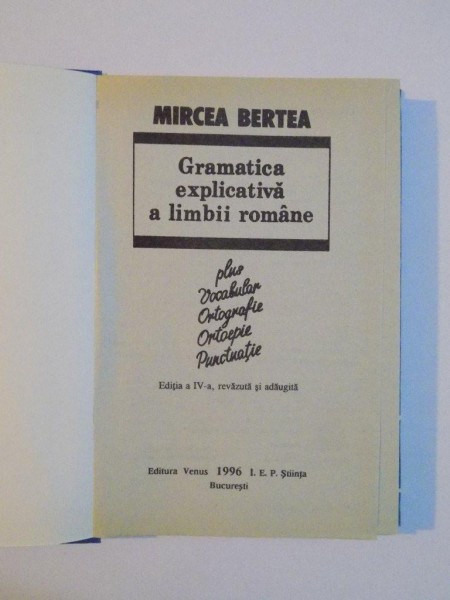 MIRCEA BERTEA
Gramatica
explicativă
a limbii române
plus
Vocabular
Ortografie
Ortoepie
Punctuație
Ediția a IV-a, revăzută și adăugită
Editura Venus 1996 I. E. P. Știința
București